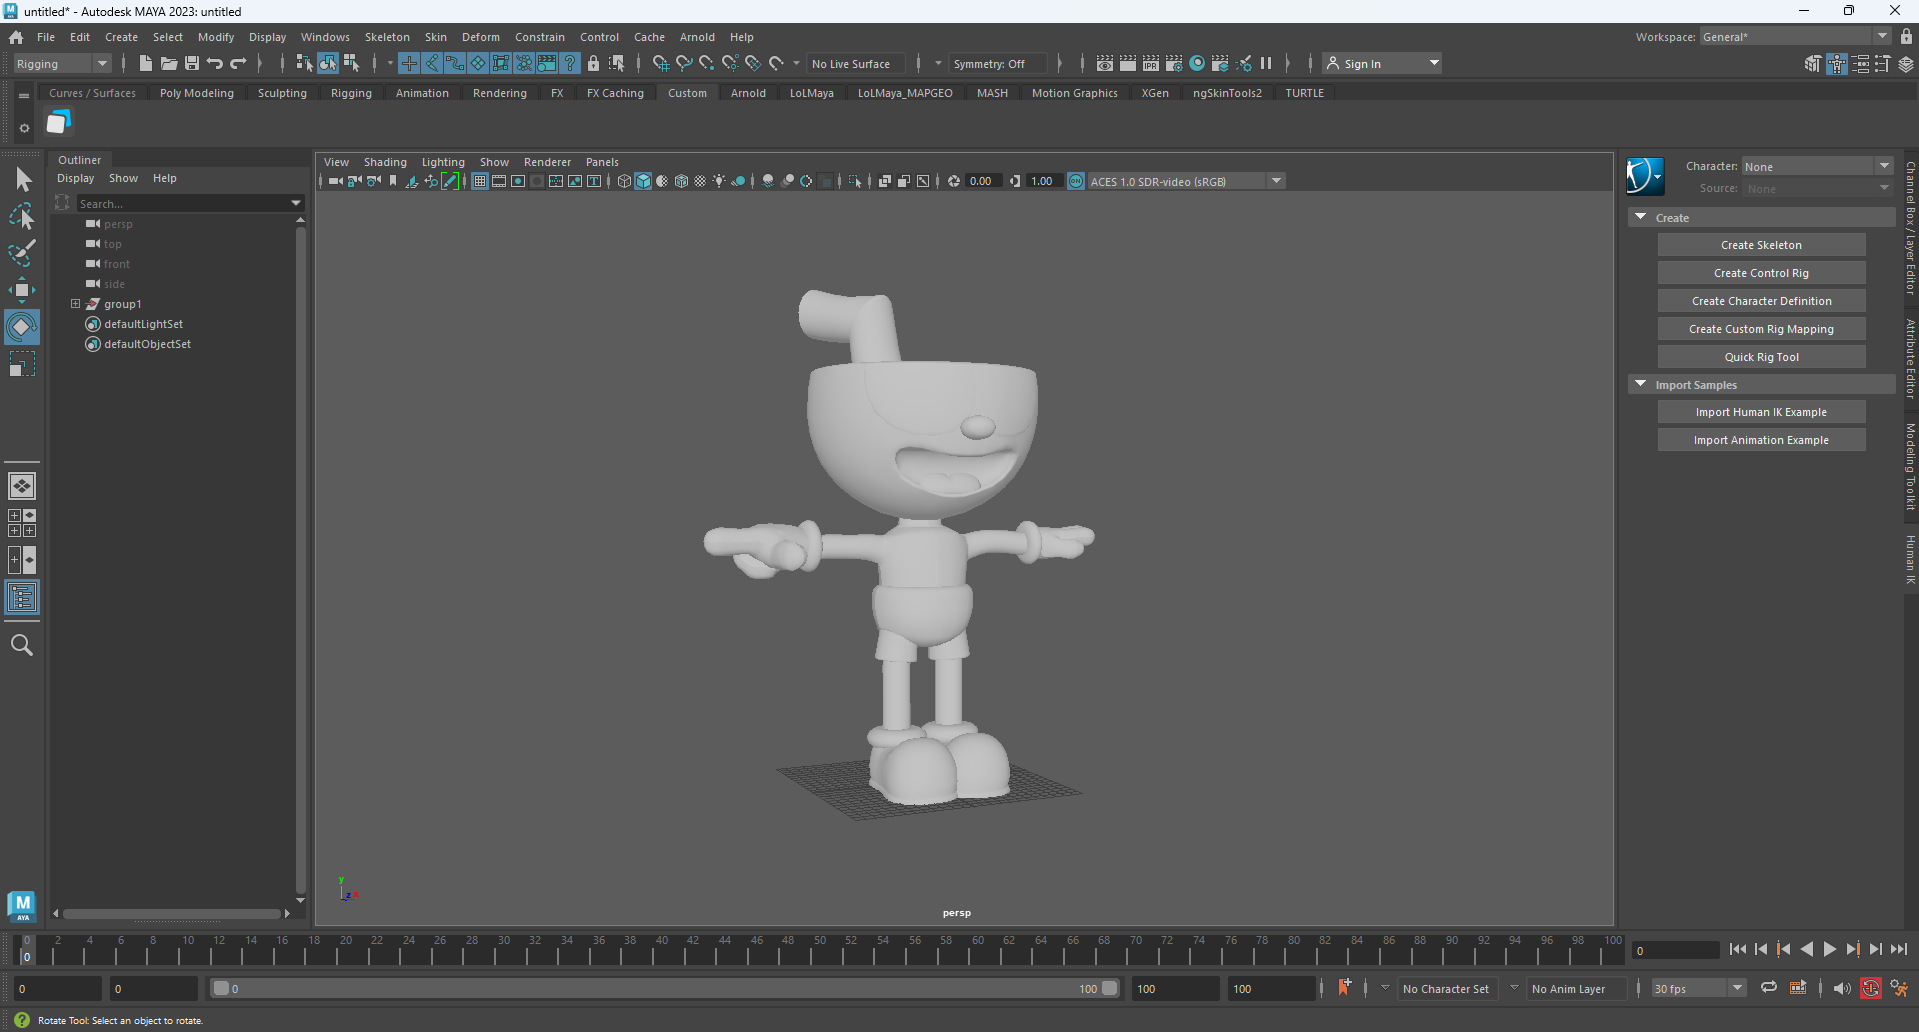 untitled* - Autodesk MAYA 2023: untitled
File Edit Create Select Modify Display Windows Skeleton Skin Deform Constrain Control Cache Arnold Help
Workspace: General*
Rigging
No Live Surface
Symmetry: Off
Sign In
Curves / Surfaces Poly Modeling Sculpting Rigging Animation Rendering FX FX Caching Custom Arnold LoLMaya LoLMaya_MAPGEO MASH Motion Graphics XGen ngSkinTools2 TURTLE
Outliner
Display Show Help
Search...
persp
top
front
side
group1
defaultLightSet
defaultObjectSet
View Shading Lighting Show Renderer Panels
0.00 1.00 ON ACES 1.0 SDR-video (sRGB)
y
z x
persp
Character: None
Source: None
Create
Create Skeleton
Create Control Rig
Create Character Definition
Create Custom Rig Mapping
Quick Rig Tool
Import Samples
Import Human IK Example
Import Animation Example
Channel Box / Layer Editor
Attribute Editor
Modeling Toolkit
Human IK
M
AYA
0 2 4 6 8 10 12 14 16 18 20 22 24 26 28 30 32 34 36 38 40 42 44 46 48 50 52 54 56 58 60 62 64 66 68 70 72 74 76 78 80 82 84 86 88 90 92 94 96 98 100
0
0
0 0 0 100 100 100 No Character Set No Anim Layer 30 fps
Rotate Tool: Select an object to rotate.